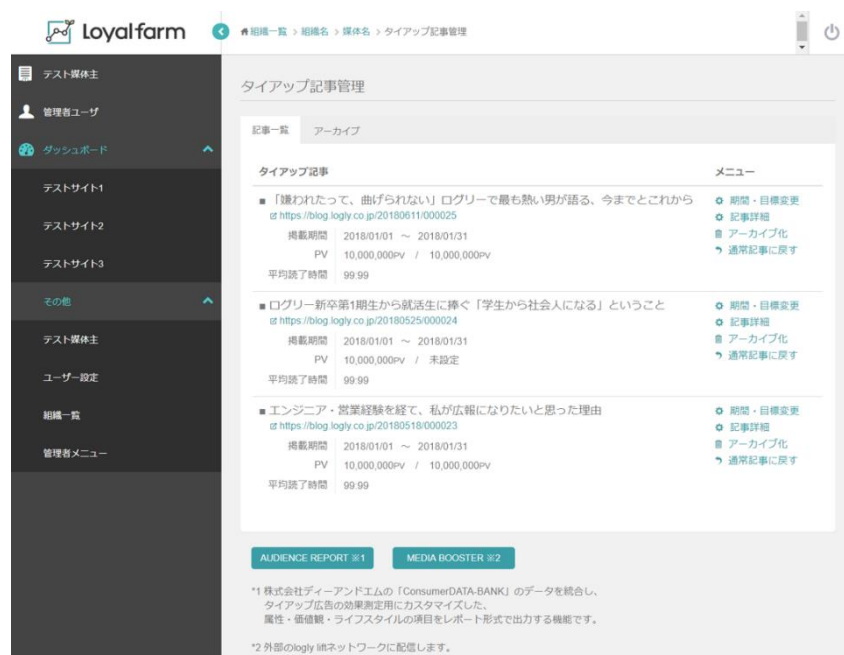 Loyalfarm
組織一覧 > 組織名 > 媒体名 > タイアップ記事管理
テスト媒体主
管理者ユーザ
ダッシュボード
テストサイト1
テストサイト2
テストサイト3
その他
テスト媒体主
ユーザー設定
組織一覧
管理者メニュー
タイアップ記事管理
記事一覧 アーカイブ
タイアップ記事 メニュー
■「嫌われたって、曲げられない」ログリーで最も熱い男が語る、今までとこれから
https://blog.logly.co.jp/20180611/000025
掲載期間 2018/01/01 ~ 2018/01/31
PV 10,000,000PV / 10,000,000PV
平均読了時間 99:99
期間・目標変更
記事詳細
アーカイブ化
通常記事に戻す
■ログリー新卒第1期生から就活生に捧ぐ「学生から社会人になる」ということ
https://blog.logly.co.jp/20180525/000024
掲載期間 2018/01/01 ~ 2018/01/31
PV 10,000,000PV / 未設定
平均読了時間 99:99
期間・目標変更
記事詳細
アーカイブ化
通常記事に戻す
■エンジニア・営業経験を経て、私が広報になりたいと思った理由
https://blog.logly.co.jp/20180518/000023
掲載期間 2018/01/01 ~ 2018/01/31
PV 10,000,000PV / 10,000,000PV
平均読了時間 99:99
期間・目標変更
記事詳細
アーカイブ化
通常記事に戻す
AUDIENCE REPORT ※1 MEDIA BOOSTER ※2
*1 株式会社ディーアンドエムの「ConsumerDATA-BANK」のデータを統合し、
タイアップ広告の効果測定用にカスタマイズした、
属性・価値観・ライフスタイルの項目をレポート形式で出力する機能です。
*2 外部のlogly liftネットワークに配信します。